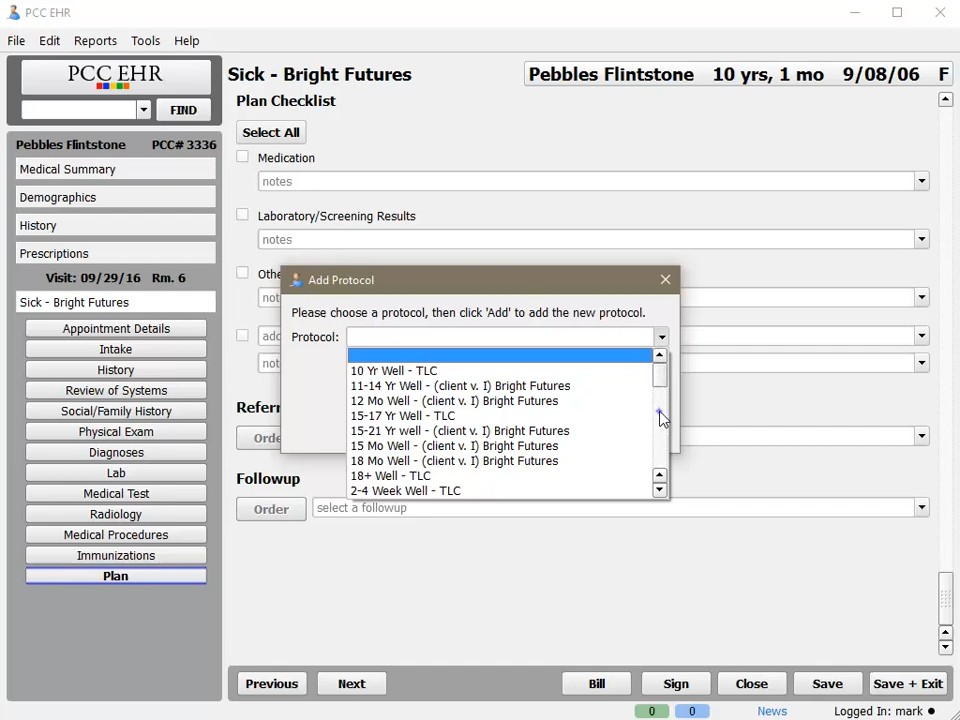 PCC EHR
File Edit Reports Tools Help
PCC EHR
FIND
Sick - Bright Futures
Pebbles Flintstone 10 yrs, 1 mo 9/08/06 F
Pebbles Flintstone PCC# 3336
Medical Summary
Demographics
History
Prescriptions
Visit: 09/29/16 Rm. 6
Sick - Bright Futures
Appointment Details
Intake
History
Review of Systems
Social/Family History
Physical Exam
Diagnoses
Lab
Medical Test
Radiology
Medical Procedures
Immunizations
Plan
Plan Checklist
Select All
Medication
notes
Laboratory/Screening Results
notes
Othe
not
add
not
Referr
Orde
Followup
Order
select a followup
Add Protocol
Please choose a protocol, then click 'Add' to add the new protocol.
Protocol:
10 Yr Well - TLC
11-14 Yr Well - (client v. I) Bright Futures
12 Mo Well - (client v. I) Bright Futures
15-17 Yr Well - TLC
15-21 Yr well - (client v. I) Bright Futures
15 Mo Well - (client v. I) Bright Futures
18 Mo Well - (client v. I) Bright Futures
18+ Well - TLC
2-4 Week Well - TLC
Previous Next Bill Sign Close Save Save + Exit
0 0 News Logged In: mark